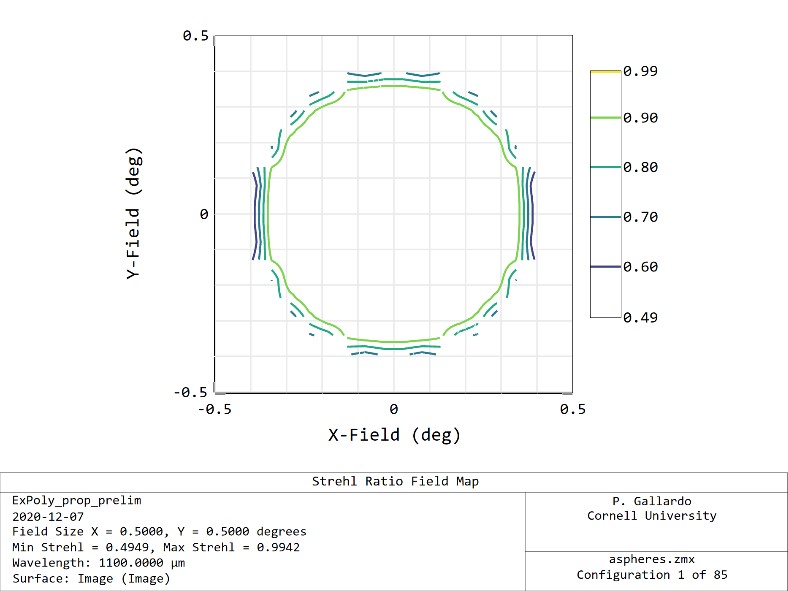 0.5
0
-0.5
Y-Field (deg)
-0.5
0
0.5
X-Field (deg)
0.99
0.90
0.80
0.70
0.60
0.49
Strehl Ratio Field Map
ExPoly_prop_prelim
2020-12-07
Field Size X = 0.5000, Y = 0.5000 degrees
Min Strehl = 0.4949, Max Strehl = 0.9942
Wavelength: 1100.0000 µm
Surface: Image (Image)
P. Gallardo
Cornell University
aspheres.zmx
Configuration 1 of 85